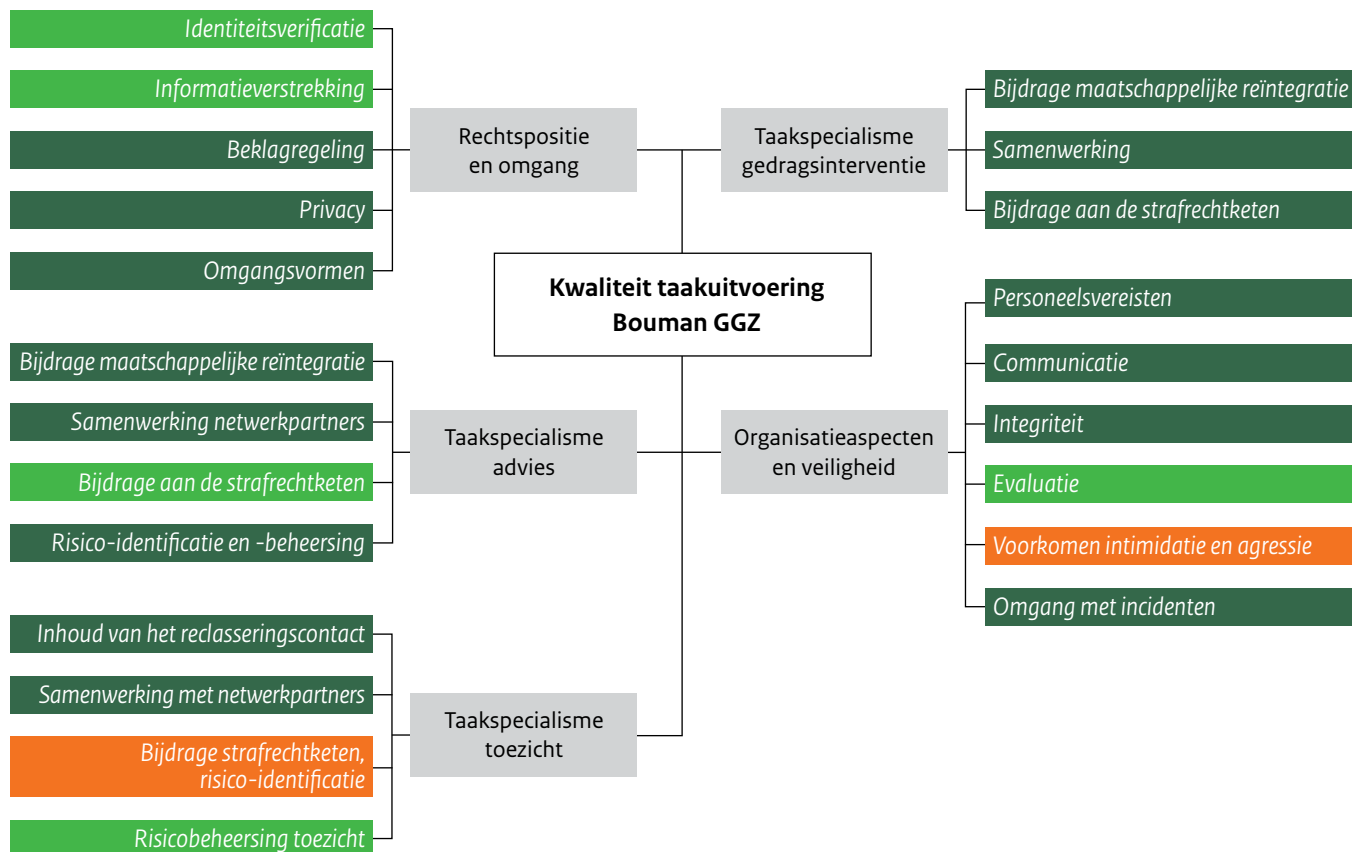 Identiteitsverificatie
Informatieverstrekking
Beklagregeling
Privacy
Omgangsvormen
Rechtspositie
en omgang
Taakspecialisme
gedragsinterventie
Bijdrage maatschappelijke reïntegratie
Samenwerking
Bijdrage aan de strafrechtketen
Kwaliteit taakuitvoering
Bouman GGZ
Bijdrage maatschappelijke reïntegratie
Samenwerking netwerkpartners
Bijdrage aan de strafrechtketen
Risico-identificatie en -beheersing
Taakspecialisme
advies
Organisatieaspecten
en veiligheid
Personeelsvereisten
Communicatie
Integriteit
Evaluatie
Voorkomen intimidatie en agressie
Omgang met incidenten
Inhoud van het reclasseringscontact
Samenwerking met netwerkpartners
Bijdrage strafrechtketen,
risico-identificatie
Risicobeheersing toezicht
Taakspecialisme
toezicht